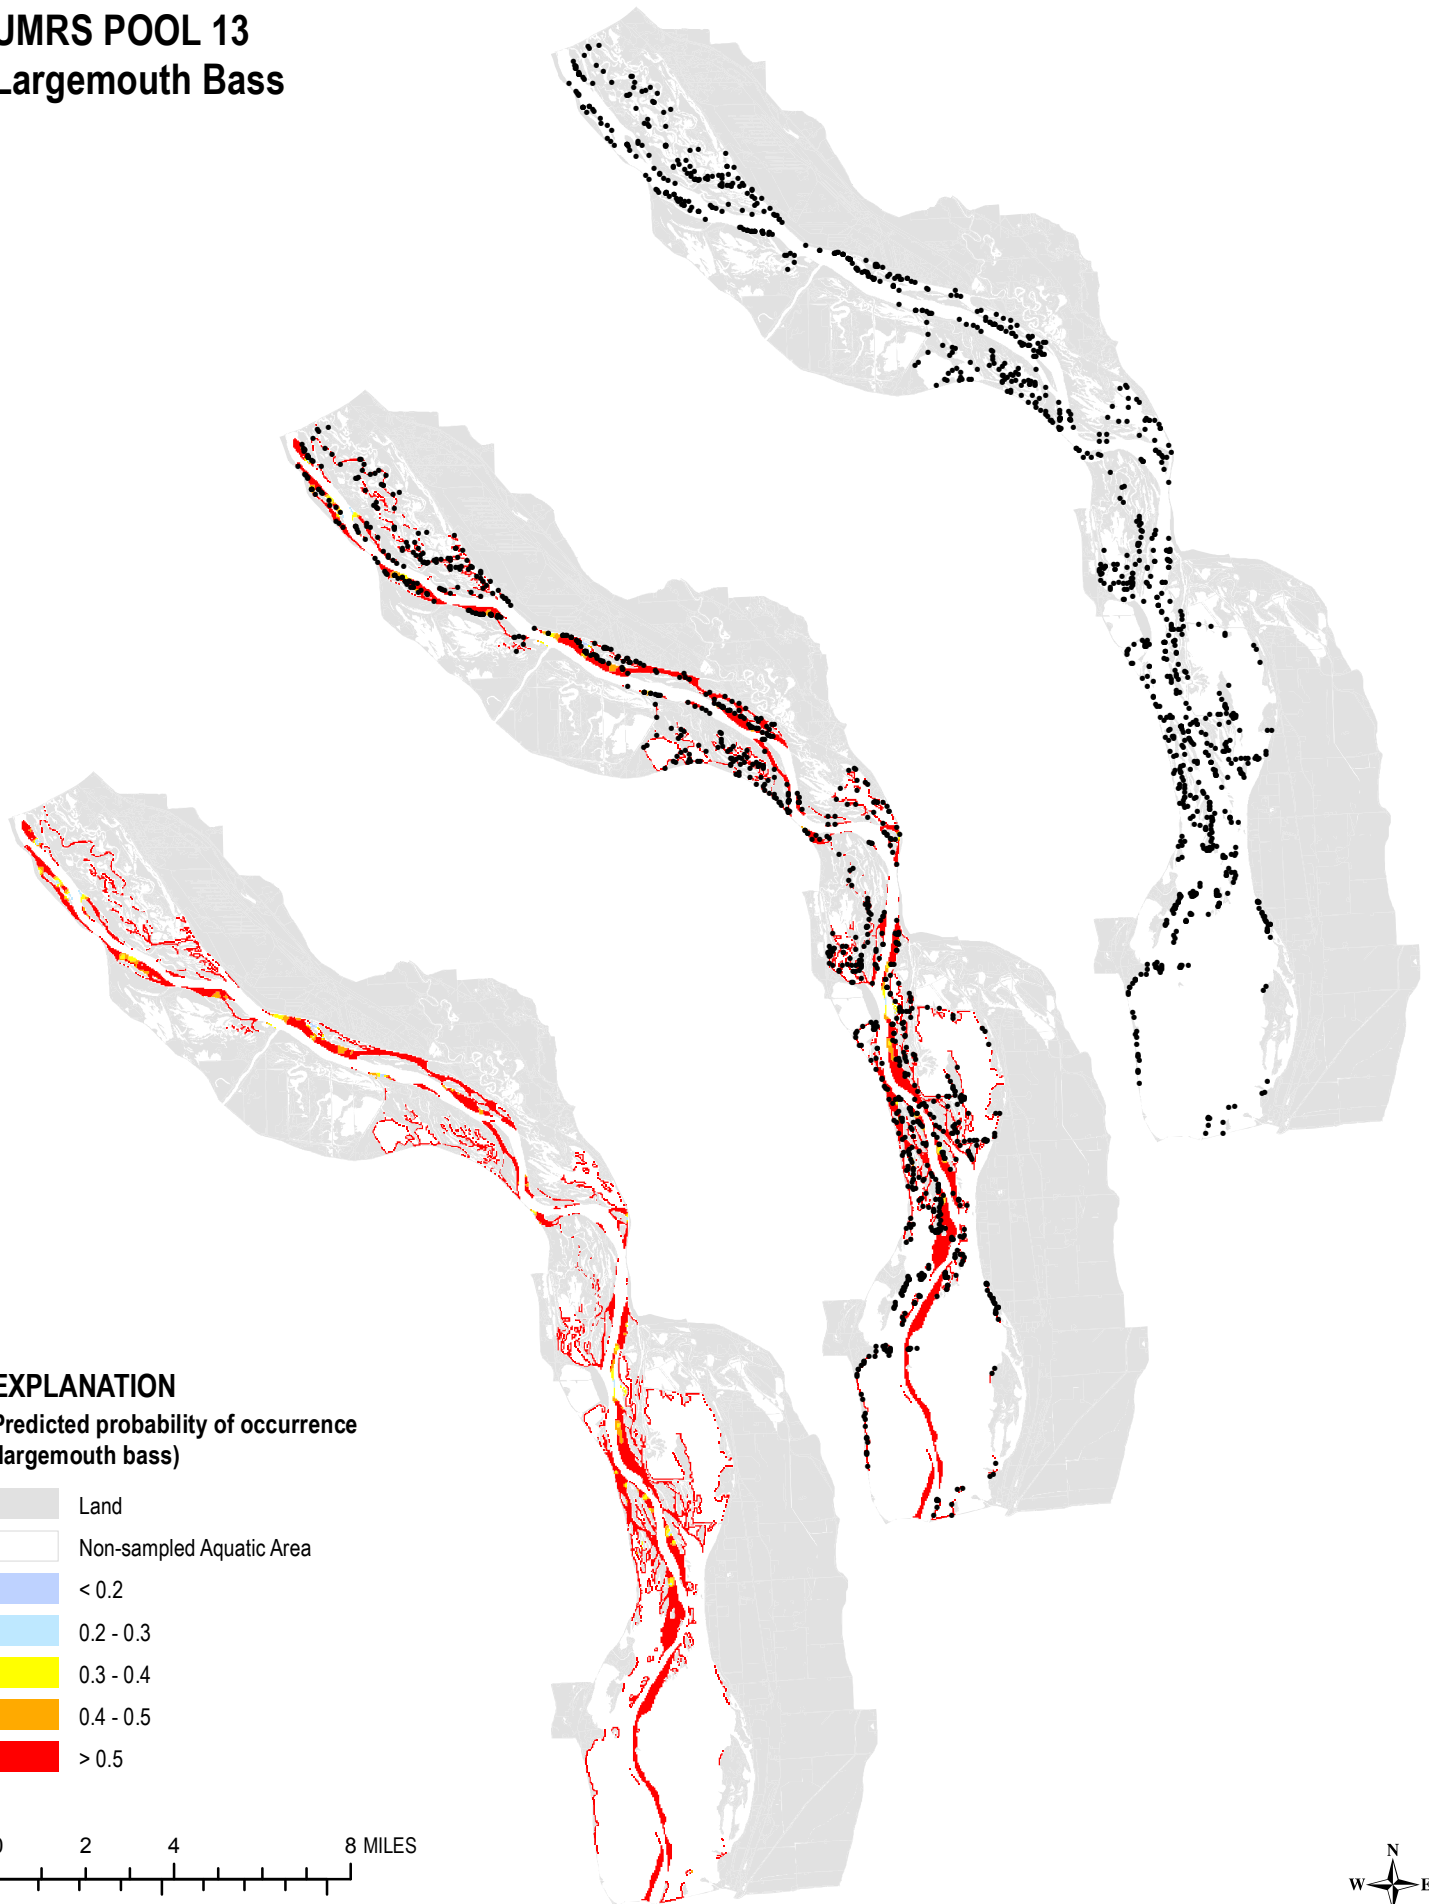 UMRS POOL 13
Largemouth Bass
EXPLANATION
Predicted probability of occurrence
(largemouth bass)
Land
Non-sampled Aquatic Area
< 0.2
0.2 - 0.3
0.3 - 0.4
0.4 - 0.5
> 0.5
0 2 4 8 MILES
N
W E